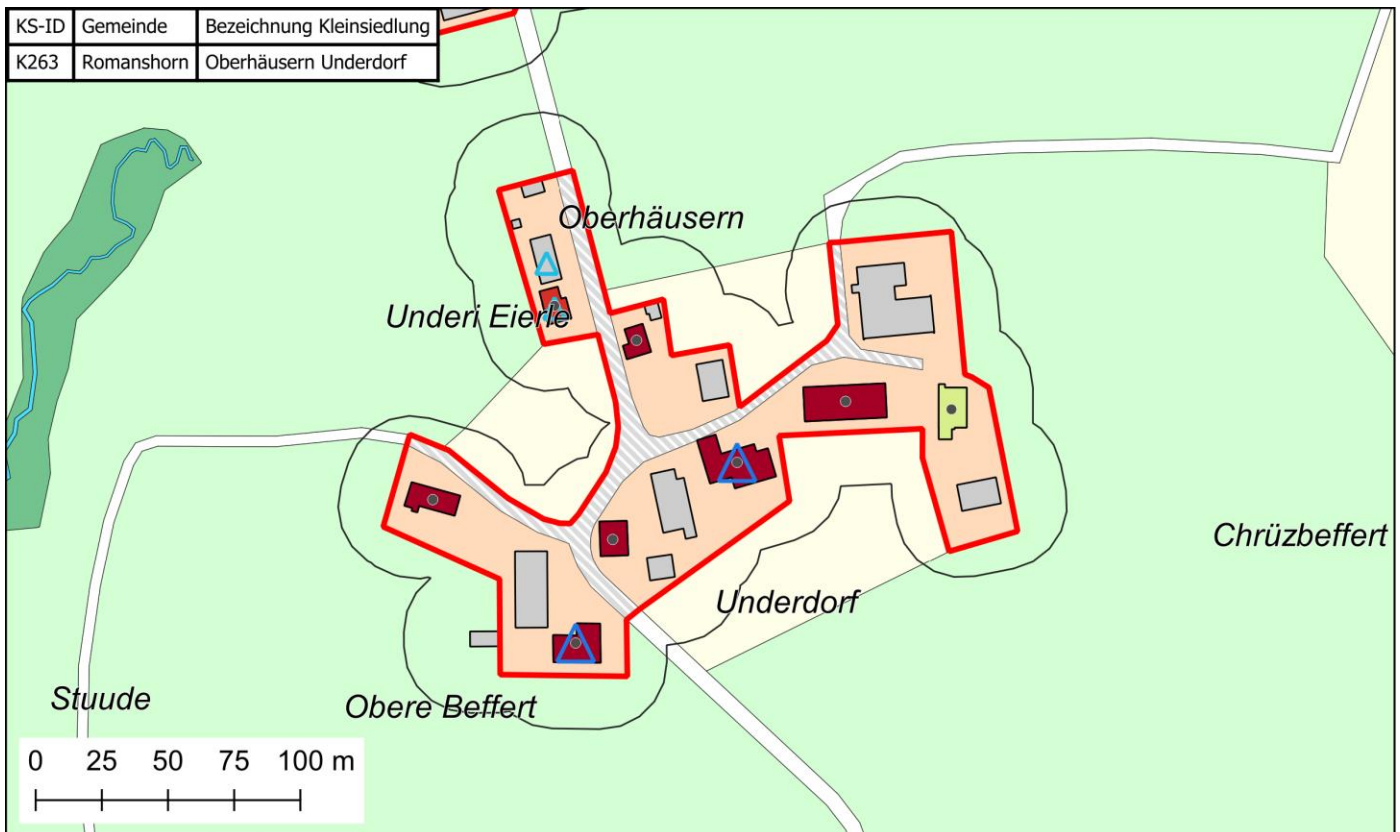 KS-ID Gemeinde Bezeichnung Kleinsiedlung
K263 Romanshorn Oberhäusern Underdorf
Oberhäusern
Underi Eierle
Chrüzbeffert
Underdorf
Stuude
Obere Beffert
0 25 50 75 100 m